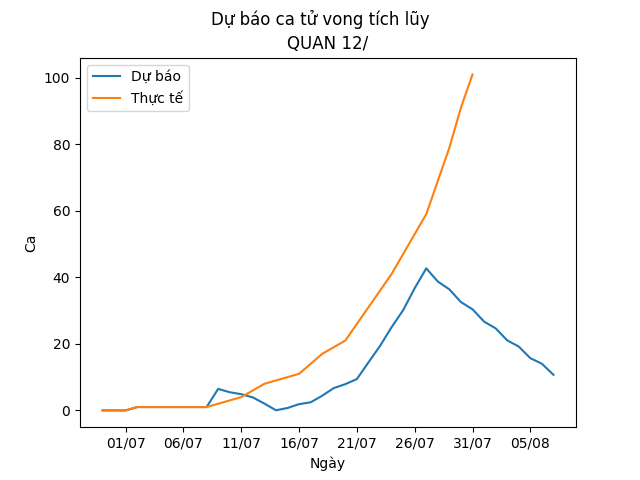 Dự báo ca tử vong tích lũy
QUAN 12/
Dự báo
Thực tế
100
80
60
40
20
0
Ca
01/07 06/07 11/07 16/07 21/07 26/07 31/07 05/08
Ngày